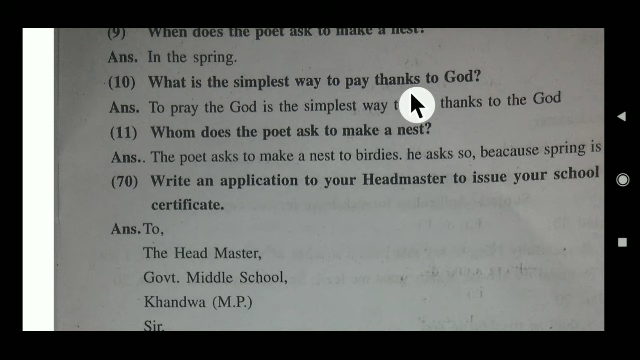 (9) When does the poet ask to make a nest?
Ans. In the spring.
(10) What is the simplest way to pay thanks to God?
Ans. To pray the God is the simplest way t thanks to the God
(11) Whom does the poet ask to make a nest?
Ans.. The poet asks to make a nest to birdies. he asks so, beacause spring is
(70) Write an application to your Headmaster to issue your school
certificate.
Ans. To,
The Head Master,
Govt. Middle School,
Khandwa (M.P.)
Sir,